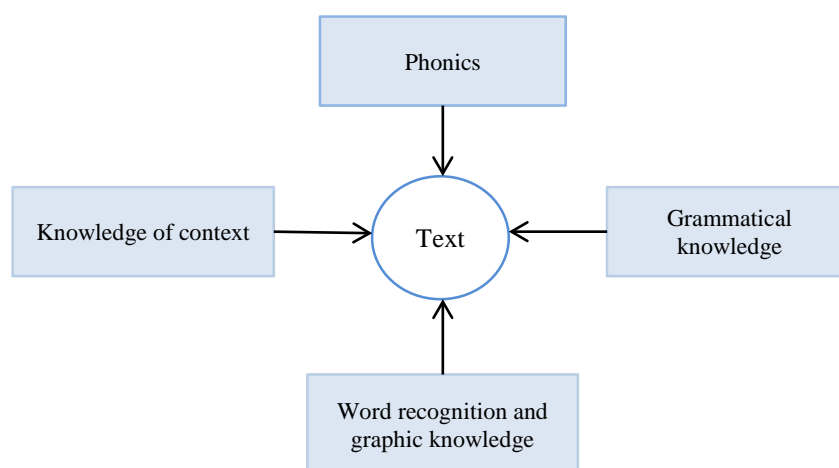 Phonics
Knowledge of context
Text
Grammatical
knowledge
Word recognition and
graphic knowledge